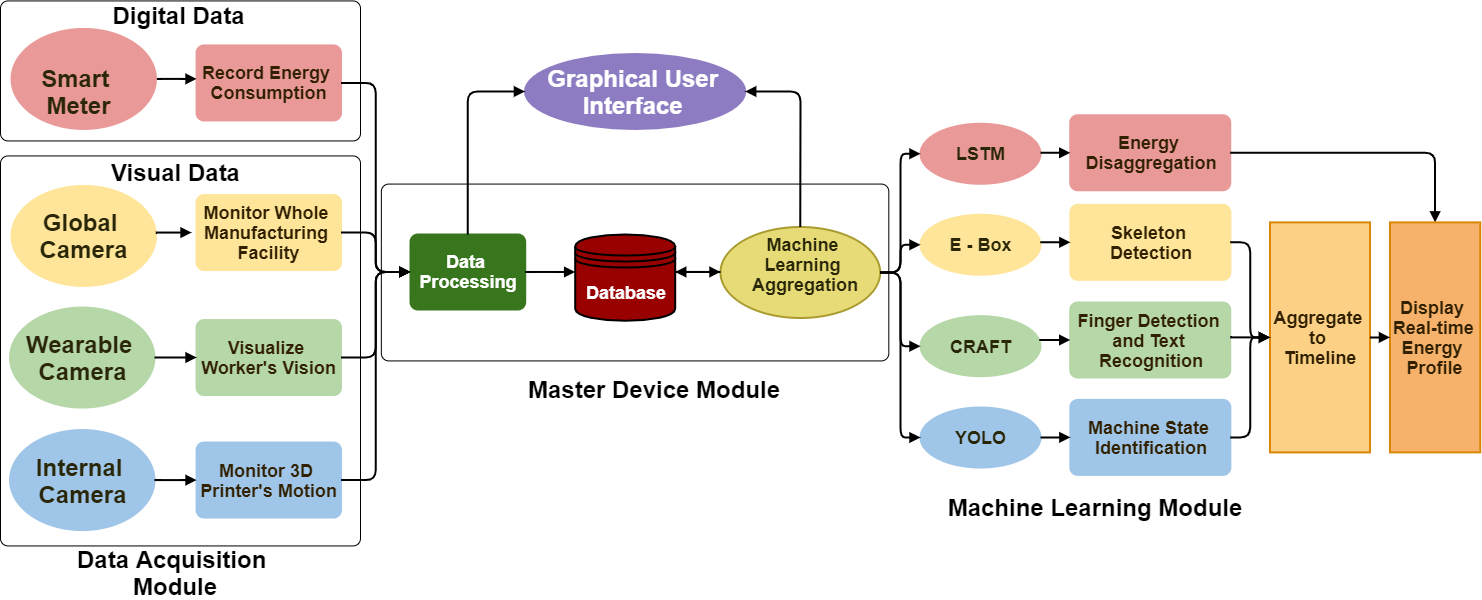 Digital Data
Smart
Meter
Record Energy
Consumption
Visual Data
Global
Camera
Monitor Whole
Manufacturing
Facility
Wearable
Camera
Visualize
Worker's Vision
Internal
Camera
Monitor 3D
Printer's Motion
Data Acquisition
Module
Graphical User
Interface
Data
Processing
Database
Machine
Learning
Aggregation
Master Device Module
LSTM
Energy
Disaggregation
E - Box
Skeleton
Detection
CRAFT
Finger Detection
and Text
Recognition
YOLO
Machine State
Identification
Aggregate
to
Timeline
Display
Real-time
Energy
Profile
Machine Learning Module